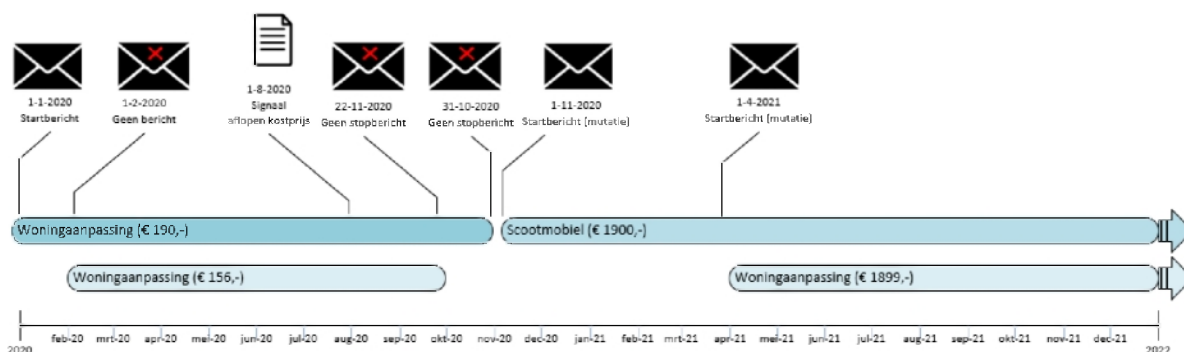 1-1-2020
Startbericht
1-2-2020
Geen bericht
1-8-2020
Signaal
aflopen kostprijs
22-11-2020
Geen stopbericht
31-10-2020
Geen stopbericht
1-11-2020
Startbericht (mutatie)
1-4-2021
Startbericht (mutatie)
Woningaanpassing (€ 190,-)
Scootmobiel (€ 1900,-)
Woningaanpassing (€ 156,-)
Woningaanpassing (€ 1899,-)
2020 feb-20 mrt-20 apr-20 mei-20 jun-20 jul-20 aug-20 sep-20 okt-20 nov-20 dec-20 jan-21 feb-21 mrt-21 apr-21 mei-21 jun-21 jul-21 aug-21 sep-21 okt-21 nov-21 dec-21 2022